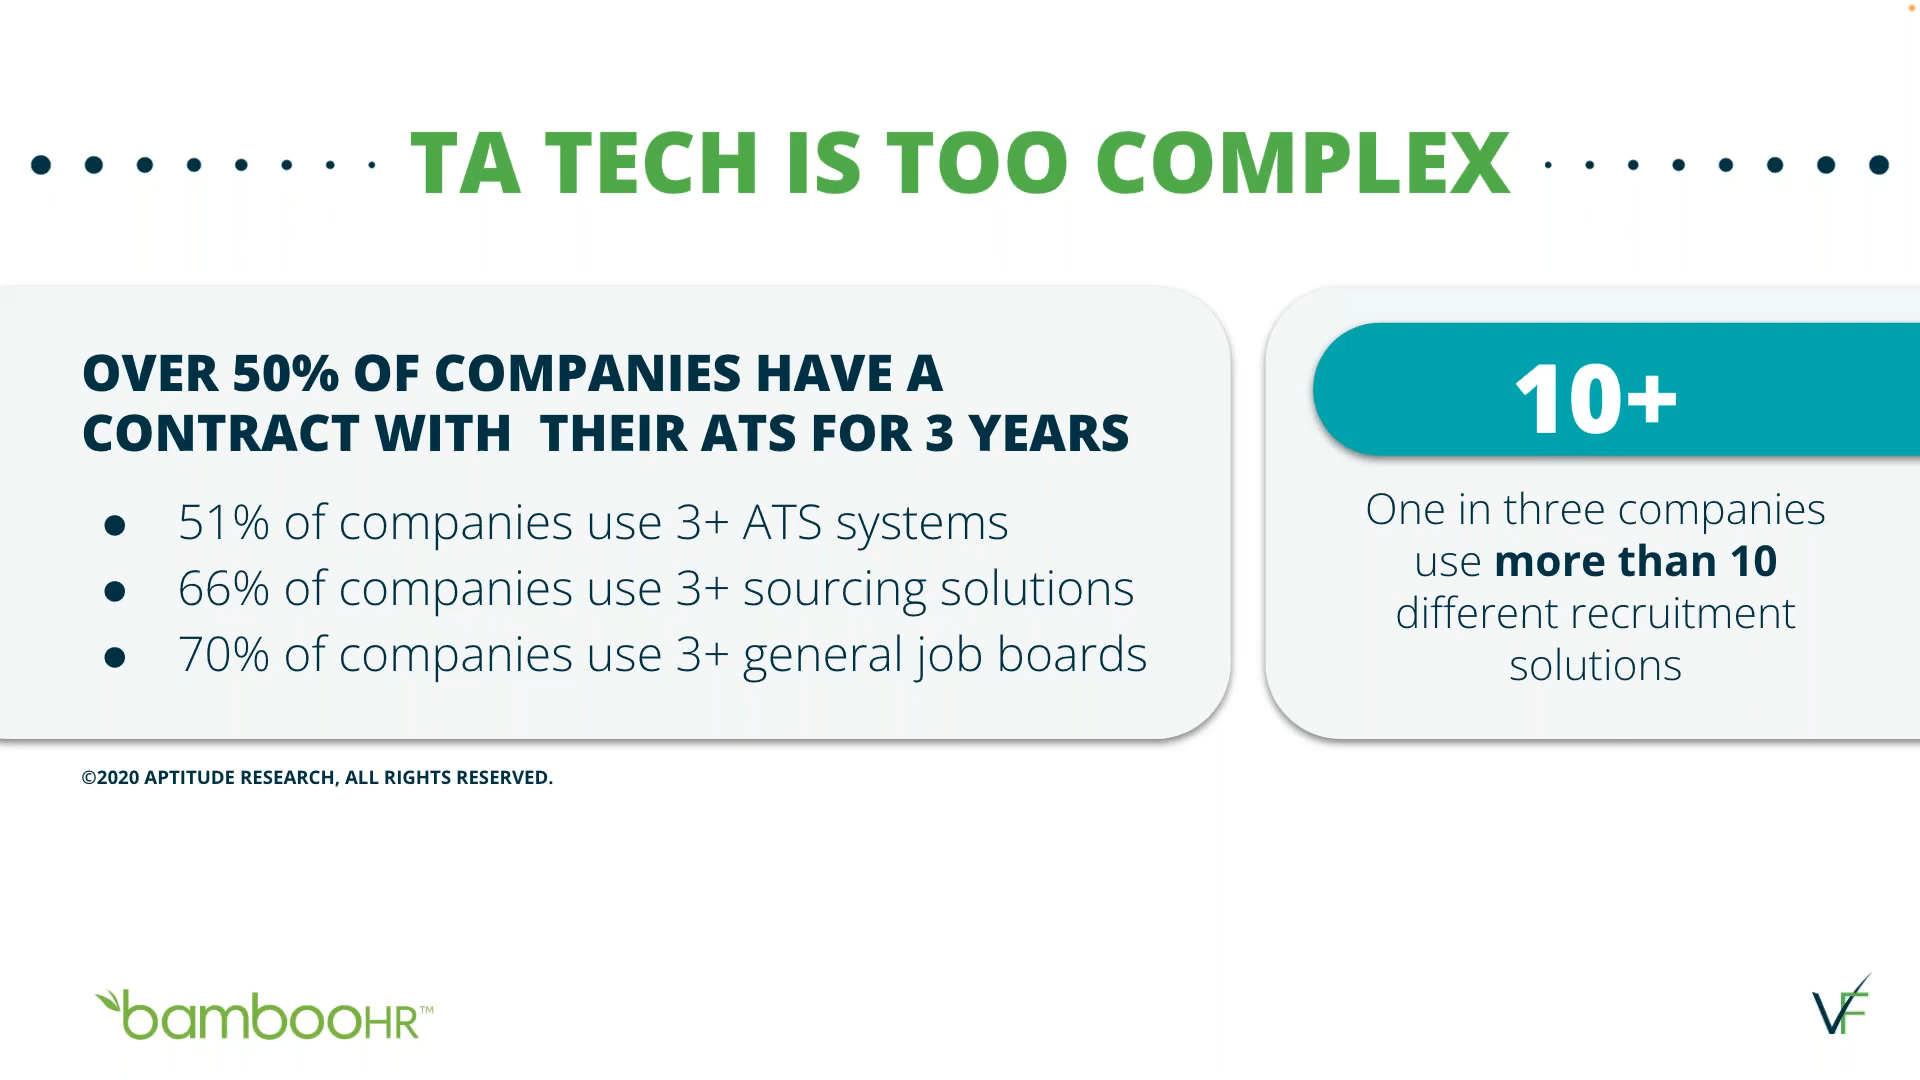 TA TECH IS TOO COMPLEX
OVER 50% OF COMPANIES HAVE A
CONTRACT WITH  THEIR ATS FOR 3 YEARS
● 51% of companies use 3+ ATS systems
● 66% of companies use 3+ sourcing solutions
● 70% of companies use 3+ general job boards
10+
One in three companies
use more than 10
different recruitment
solutions
©2020 APTITUDE RESEARCH, ALL RIGHTS RESERVED.
bambooHR™
VF